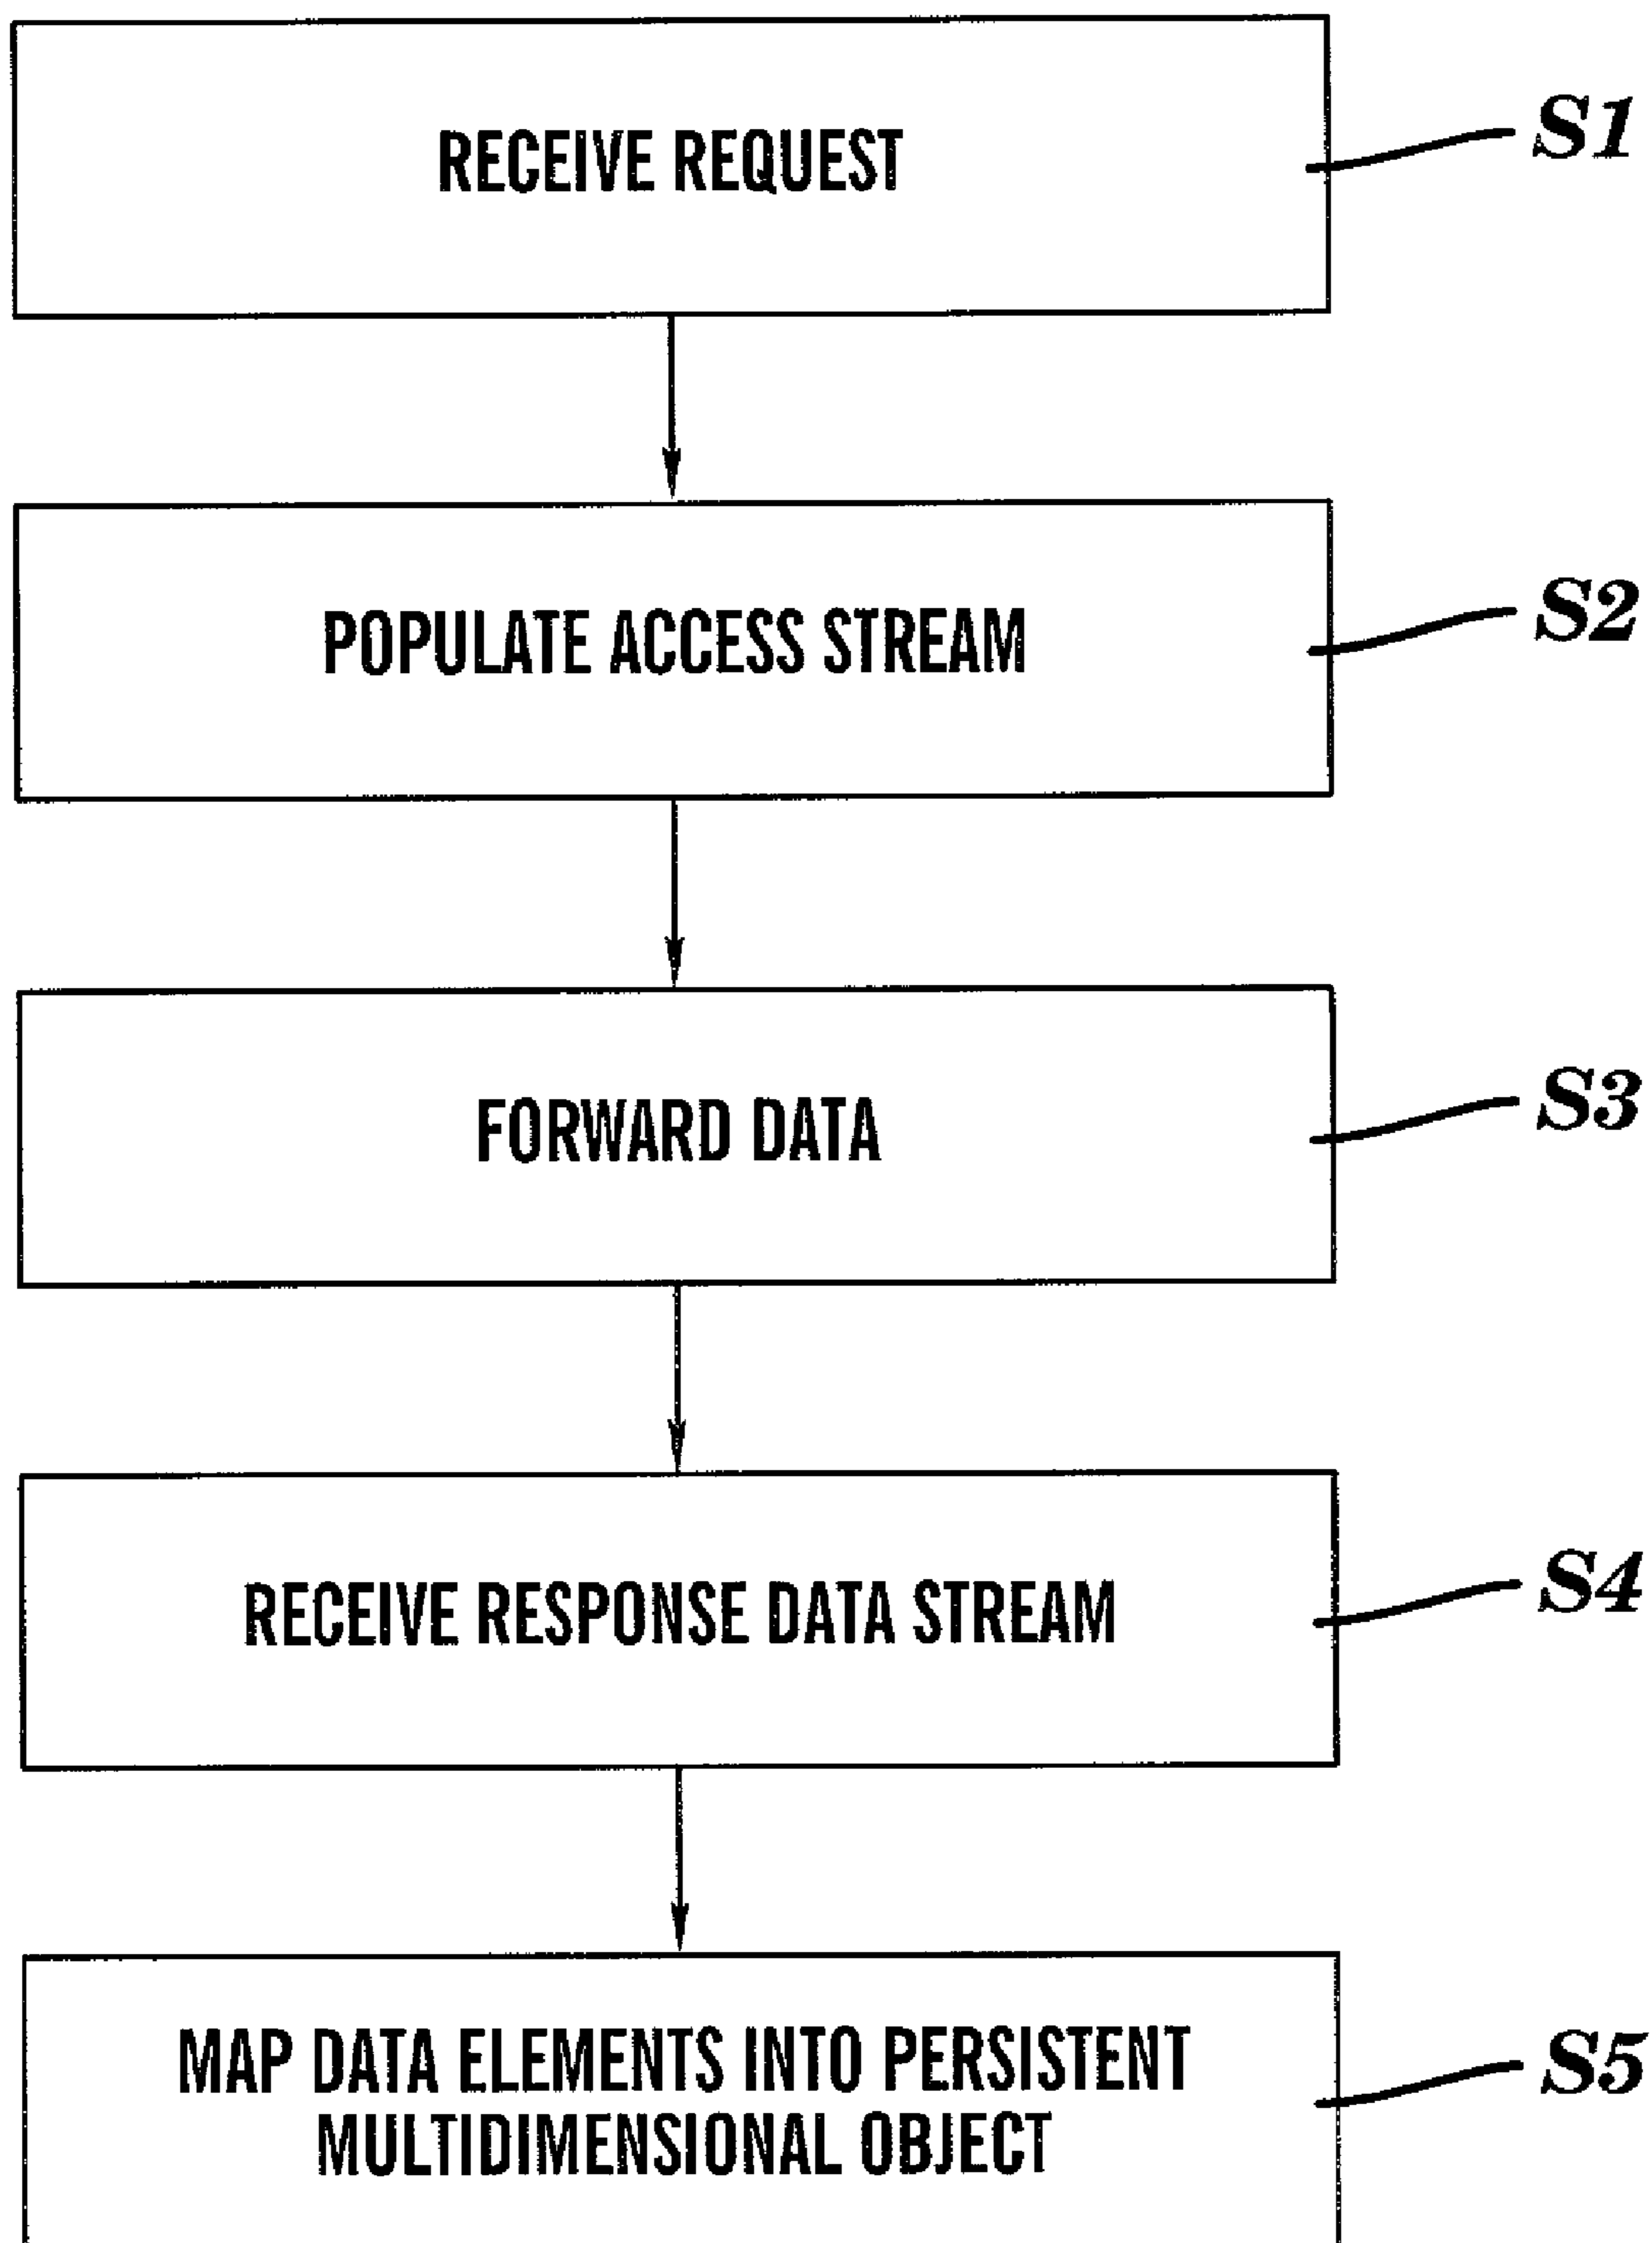 RECEIVE REQUEST
S1
POPULATE ACCESS STREAM
S2
FORWARD DATA
S3
RECEIVE RESPONSE DATA STREAM
S4
MAP DATA ELEMENTS INTO PERSISTENT
MULTIDIMENSIONAL OBJECT
S5